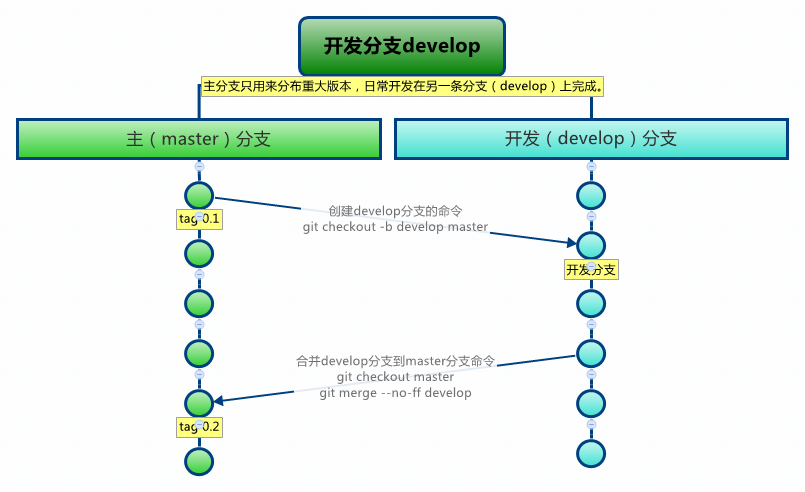 开发分支develop
主分支只用来分布重大版本，日常开发在另一条分支（develop）上完成。
主（master）分支
开发（develop）分支
tag 0.1
创建develop分支的命令
git checkout -b develop master
开发分支
合并develop分支到master分支命令
git checkout master
git merge --no-ff develop
tag 0.2